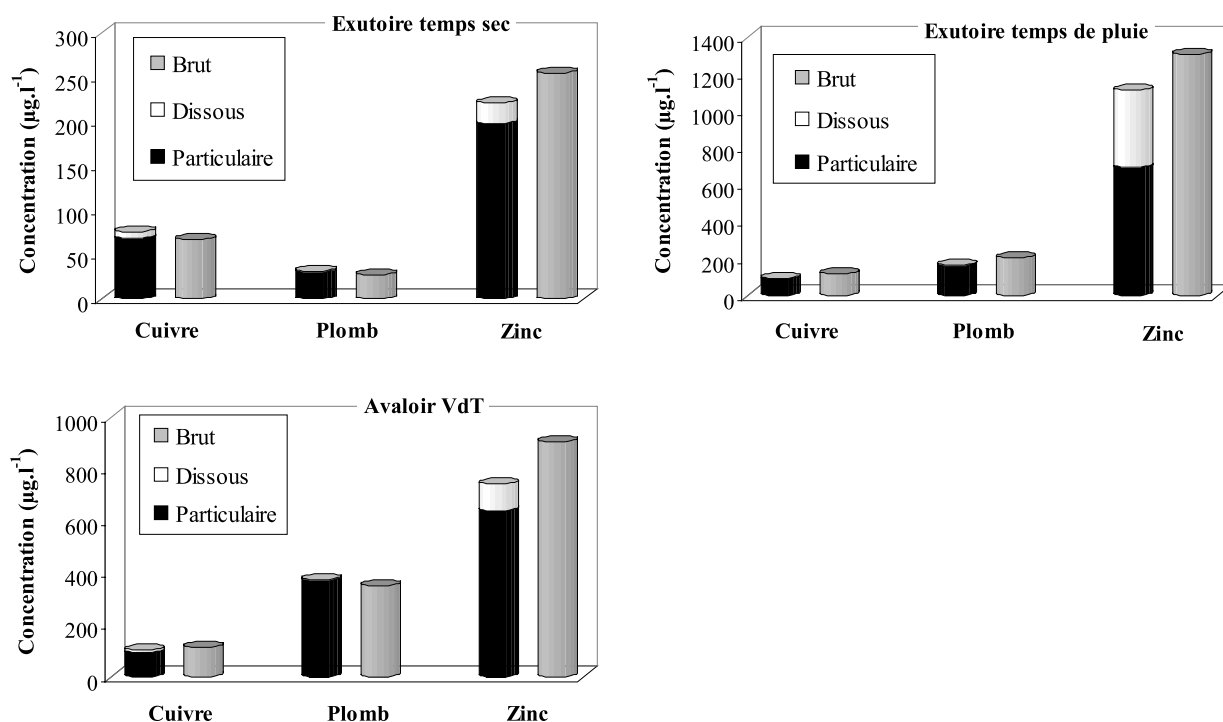 Exutoire temps sec
Concentration (µg.l⁻¹)
300
250
200
150
100
50
0
Brut
Dissous
Particulaire
Cuivre Plomb Zinc
Exutoire temps de pluie
Concentration (µg.l⁻¹)
1400
1200
1000
800
600
400
200
0
Brut
Dissous
Particulaire
Cuivre Plomb Zinc
Avaloir VdT
Concentration (µg.l⁻¹)
1000
800
600
400
200
0
Brut
Dissous
Particulaire
Cuivre Plomb Zinc